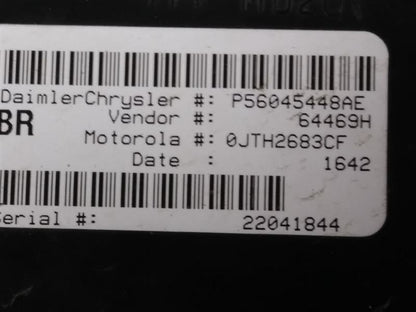 DaimlerChrysler #: P56045448AE
BR
Vendor #: 64469H
Motorola #: 0JTH2683CF
Date : 1642
Serial #: 22041844